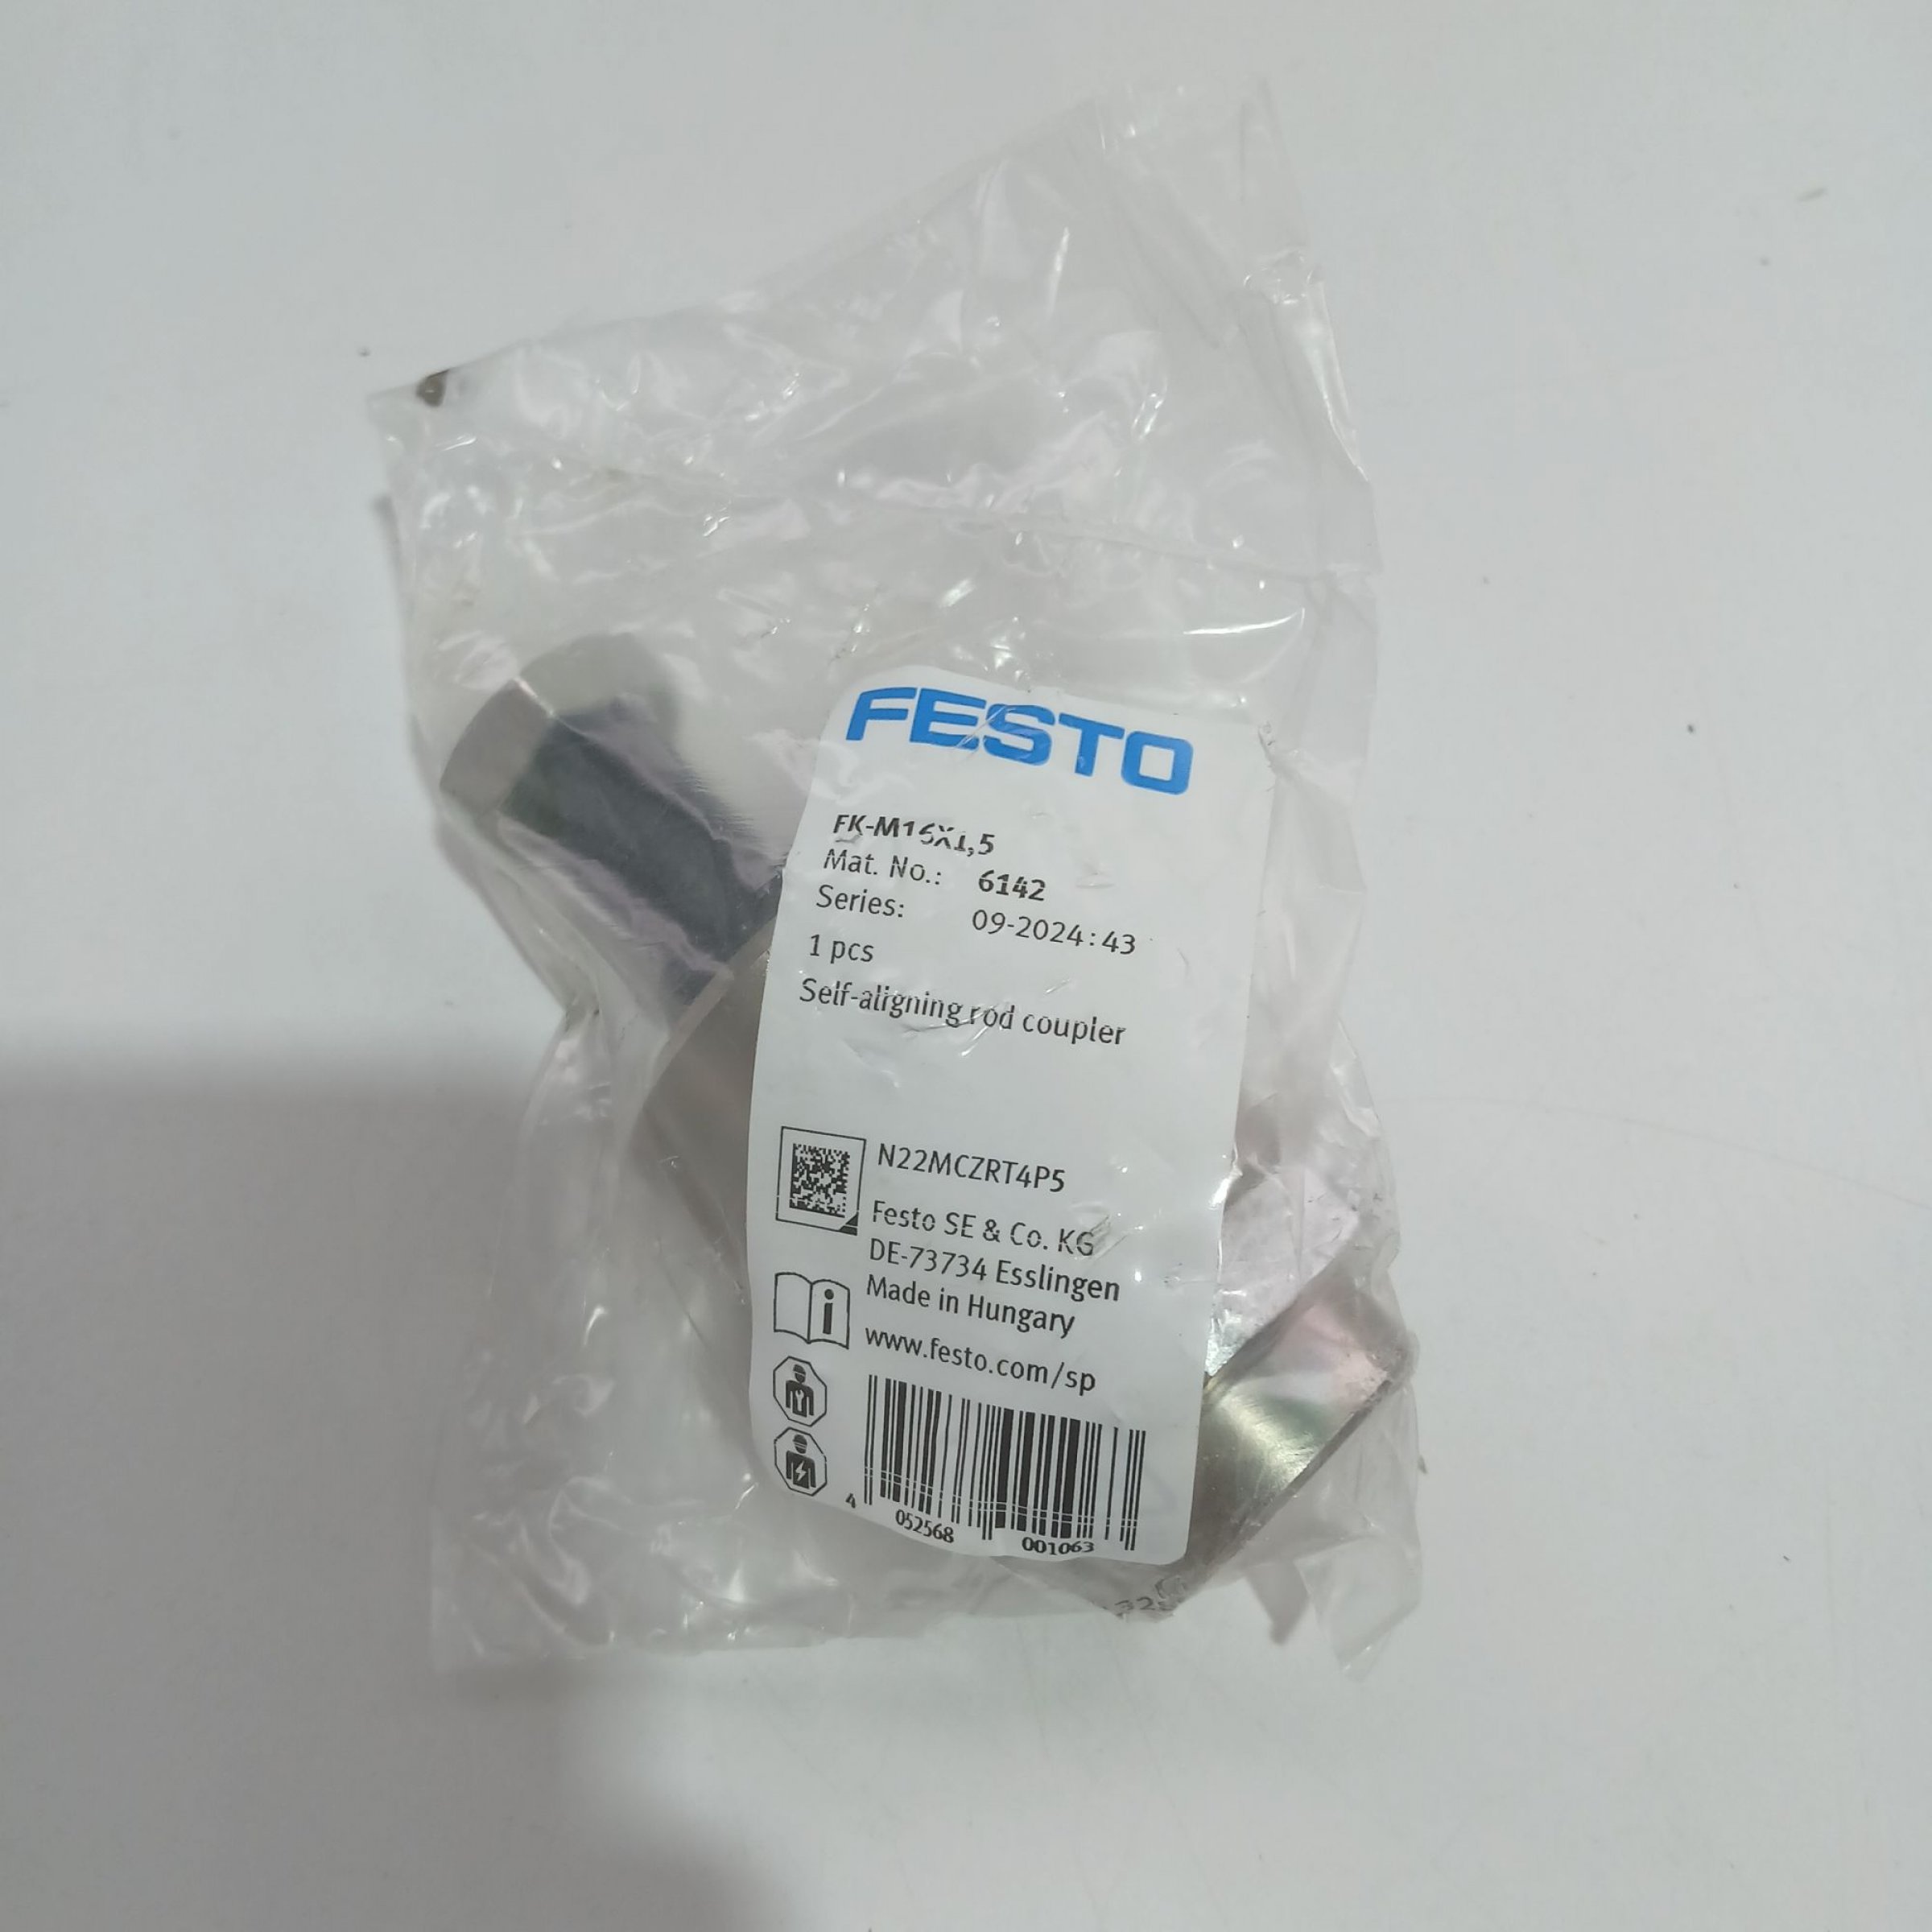 FESTO
FK-M16X1,5
Mat. No.: 6142
Series: 09-2024:43
1 pcs
Self-aligning rod coupler
N22MCZRT4P5
Festo SE & Co. KG
DE-73734 Esslingen
Made in Hungary
www.festo.com/sp
4 052568 001063